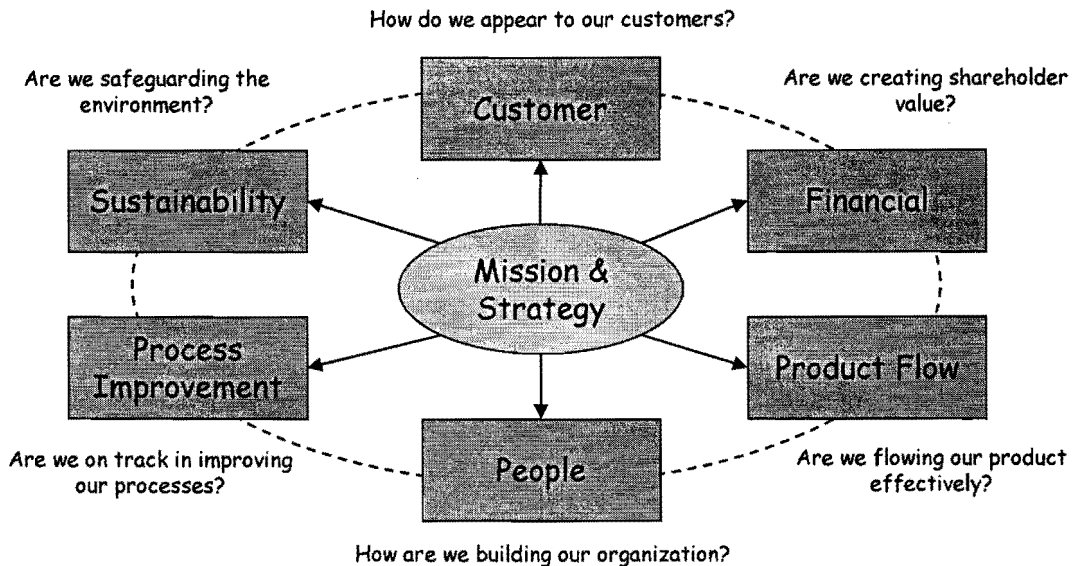 How do we appear to our customers?
Are we safeguarding the
environment?
Customer
Are we creating shareholder
value?
Sustainability
Financial
Mission &
Strategy
Process
Improvement
Product Flow
Are we on track in improving
our processes?
People
Are we flowing our product
effectively?
How are we building our organization?